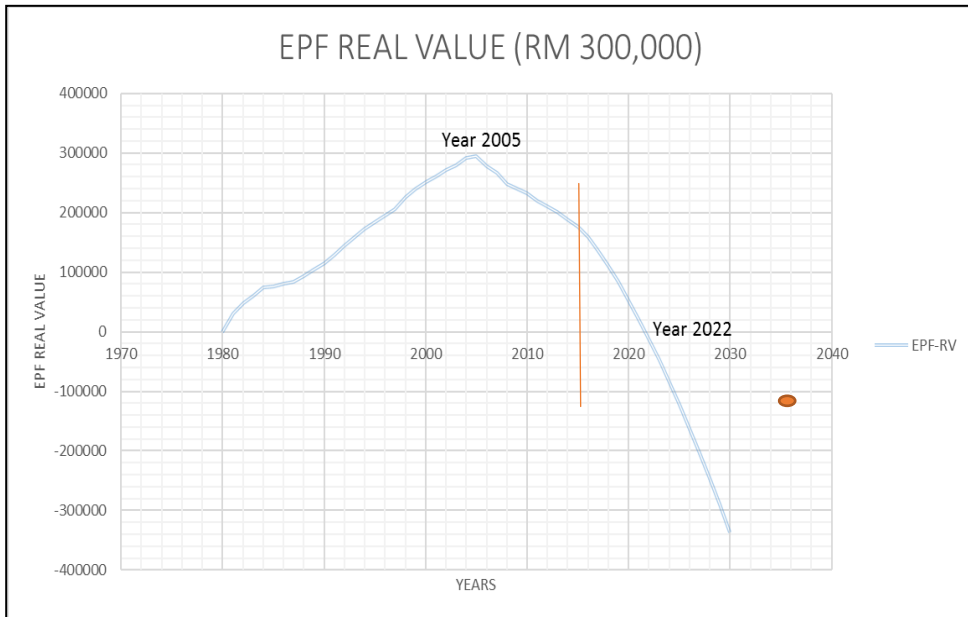 EPF REAL VALUE (RM 300,000)
400000
300000
200000
100000
0
-100000
-200000
-300000
-400000
EPF REAL VALUE
Year 2005
Year 2022
1970
1980
1990
2000
2010
2020
2030
2040
YEARS
EPF-RV